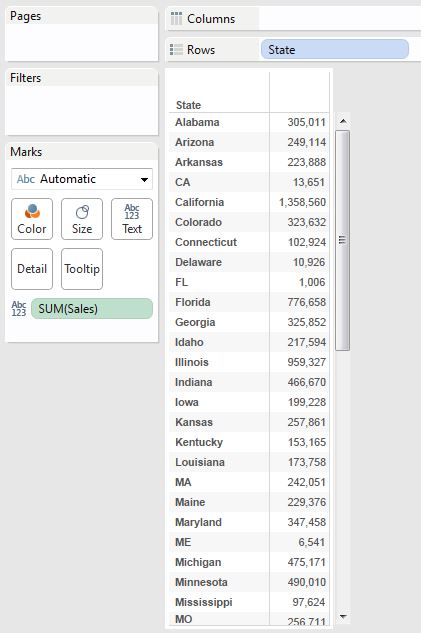 Pages
Columns
Rows State
Filters
Marks
Abc Automatic
Color Size Abc 123 Text
Detail Tooltip
Abc 123 SUM(Sales)
State
Alabama 305,011
Arizona 249,114
Arkansas 223,888
CA 13,651
California 1,358,560
Colorado 323,632
Connecticut 102,924
Delaware 10,926
FL 1,006
Florida 776,658
Georgia 325,852
Idaho 217,594
Illinois 959,327
Indiana 466,670
Iowa 199,228
Kansas 257,861
Kentucky 153,165
Louisiana 173,758
MA 242,051
Maine 229,376
Maryland 347,458
ME 6,541
Michigan 475,171
Minnesota 490,010
Mississippi 97,624
MO 256,711